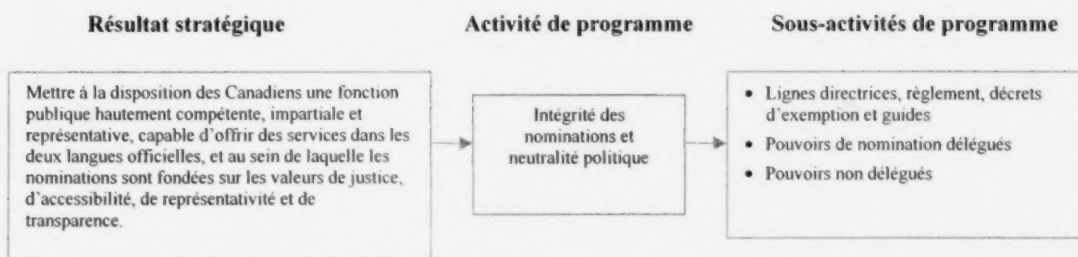 Résultat stratégique
Activité de programme
Sous-activités de programme
Mettre à la disposition des Canadiens une fonction
publique hautement compétente, impartiale et
représentative, capable d'offrir des services dans les
deux langues officielles, et au sein de laquelle les
nominations sont fondées sur les valeurs de justice,
d'accessibilité, de représentativité et de
transparence.
Intégrité des
nominations et
neutralité politique
• Lignes directrices, règlement, décrets
d'exemption et guides
• Pouvoirs de nomination délégués
• Pouvoirs non délégués